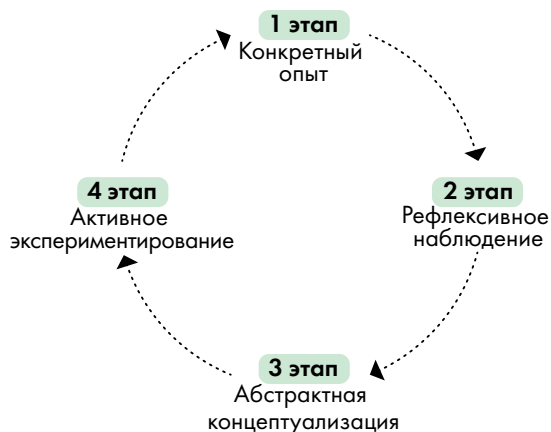 1 этап
Конкретный
опыт
2 этап
Рефлексивное
наблюдение
3 этап
Абстрактная
концептуализация
4 этап
Активное
экспериментирование